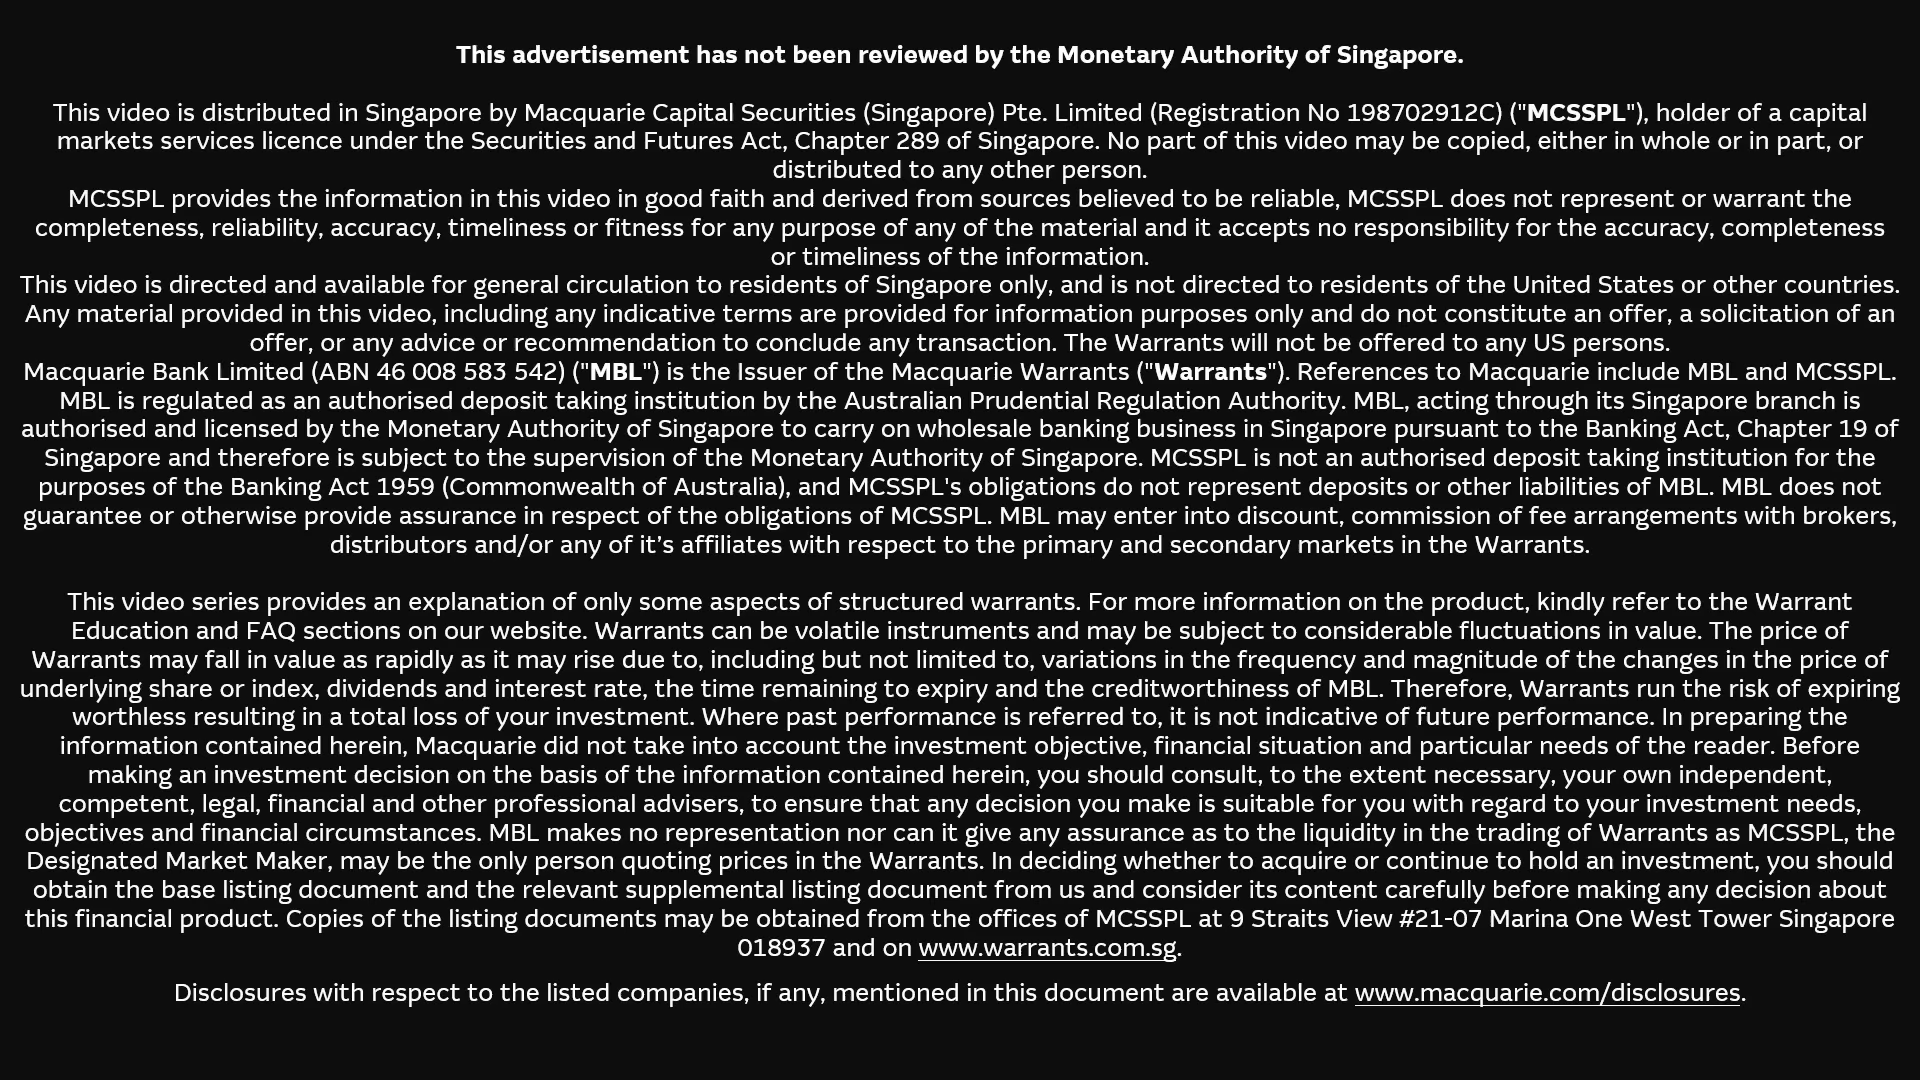 This advertisement has not been reviewed by the Monetary Authority of Singapore.
This video is distributed in Singapore by Macquarie Capital Securities (Singapore) Pte. Limited (Registration No 198702912C) ("MCSSPL"), holder of a capital
markets services licence under the Securities and Futures Act, Chapter 289 of Singapore. No part of this video may be copied, either in whole or in part, or
distributed to any other person.
MCSSPL provides the information in this video in good faith and derived from sources believed to be reliable, MCSSPL does not represent or warrant the
completeness, reliability, accuracy, timeliness or fitness for any purpose of any of the material and it accepts no responsibility for the accuracy, completeness
or timeliness of the information.
This video is directed and available for general circulation to residents of Singapore only, and is not directed to residents of the United States or other countries.
Any material provided in this video, including any indicative terms are provided for information purposes only and do not constitute an offer, a solicitation of an
offer, or any advice or recommendation to conclude any transaction. The Warrants will not be offered to any US persons.
Macquarie Bank Limited (ABN 46 008 583 542) ("MBL") is the Issuer of the Macquarie Warrants ("Warrants"). References to Macquarie include MBL and MCSSPL.
MBL is regulated as an authorised deposit taking institution by the Australian Prudential Regulation Authority. MBL, acting through its Singapore branch is
authorised and licensed by the Monetary Authority of Singapore to carry on wholesale banking business in Singapore pursuant to the Banking Act, Chapter 19 of
Singapore and therefore is subject to the supervision of the Monetary Authority of Singapore. MCSSPL is not an authorised deposit taking institution for the
purposes of the Banking Act 1959 (Commonwealth of Australia), and MCSSPL's obligations do not represent deposits or other liabilities of MBL. MBL does not
guarantee or otherwise provide assurance in respect of the obligations of MCSSPL. MBL may enter into discount, commission of fee arrangements with brokers,
distributors and/or any of it’s affiliates with respect to the primary and secondary markets in the Warrants.
This video series provides an explanation of only some aspects of structured warrants. For more information on the product, kindly refer to the Warrant
Education and FAQ sections on our website. Warrants can be volatile instruments and may be subject to considerable fluctuations in value. The price of
Warrants may fall in value as rapidly as it may rise due to, including but not limited to, variations in the frequency and magnitude of the changes in the price of
underlying share or index, dividends and interest rate, the time remaining to expiry and the creditworthiness of MBL. Therefore, Warrants run the risk of expiring
worthless resulting in a total loss of your investment. Where past performance is referred to, it is not indicative of future performance. In preparing the
information contained herein, Macquarie did not take into account the investment objective, financial situation and particular needs of the reader. Before
making an investment decision on the basis of the information contained herein, you should consult, to the extent necessary, your own independent,
competent, legal, financial and other professional advisers, to ensure that any decision you make is suitable for you with regard to your investment needs,
objectives and financial circumstances. MBL makes no representation nor can it give any assurance as to the liquidity in the trading of Warrants as MCSSPL, the
Designated Market Maker, may be the only person quoting prices in the Warrants. In deciding whether to acquire or continue to hold an investment, you should
obtain the base listing document and the relevant supplemental listing document from us and consider its content carefully before making any decision about
this financial product. Copies of the listing documents may be obtained from the offices of MCSSPL at 9 Straits View #21-07 Marina One West Tower Singapore
018937 and on www.warrants.com.sg.
Disclosures with respect to the listed companies, if any, mentioned in this document are available at www.macquarie.com/disclosures.